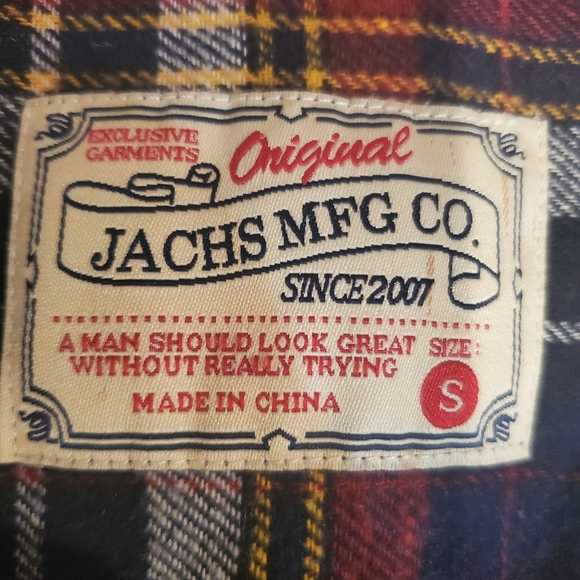 EXCLUSIVE
GARMENTS
Original
JACHS MFG CO.
SINCE 2007
A MAN SHOULD LOOK GREAT
WITHOUT REALLY TRYING
MADE IN CHINA
SIZE:
S